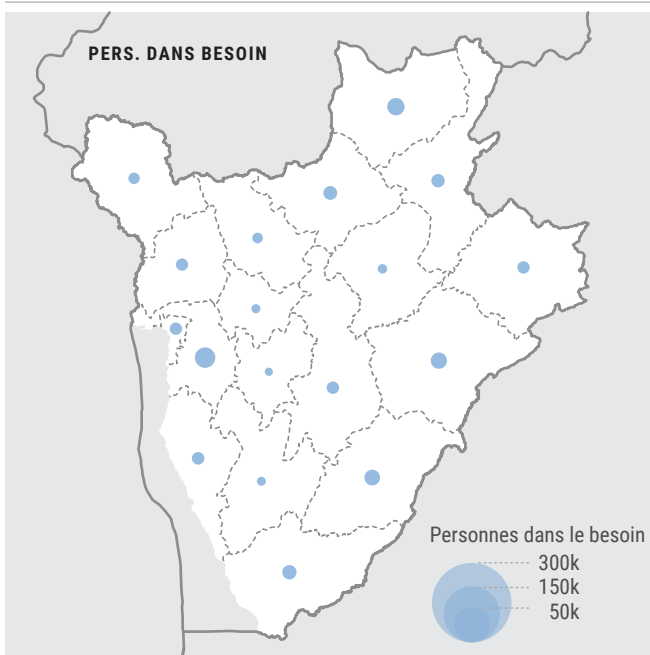 PERS. DANS BESOIN
Personnes dans le besoin
300k
150k
50k